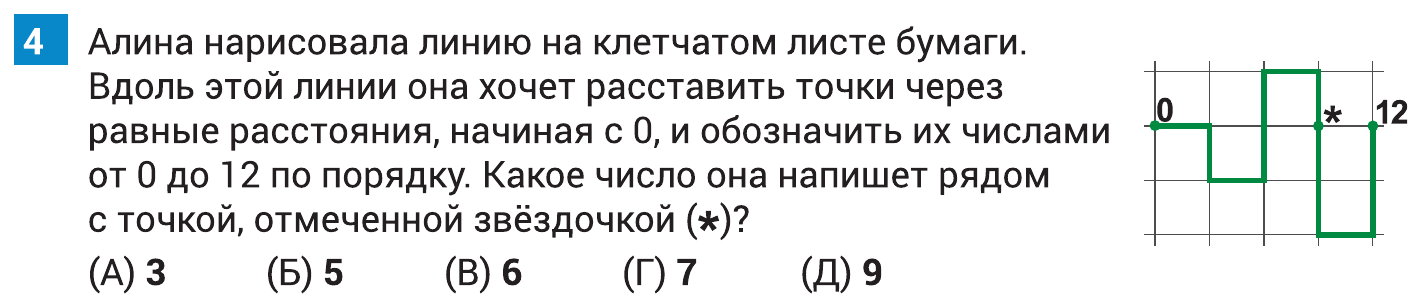 4 Алина нарисовала линию на клетчатом листе бумаги.
Вдоль этой линии она хочет расставить точки через
равные расстояния, начиная с 0, и обозначить их числами
от 0 до 12 по порядку. Какое число она напишет рядом
с точкой, отмеченной звёздочкой (*)?
(А) 3 (Б) 5 (В) 6 (Г) 7 (Д) 9
0 * 12